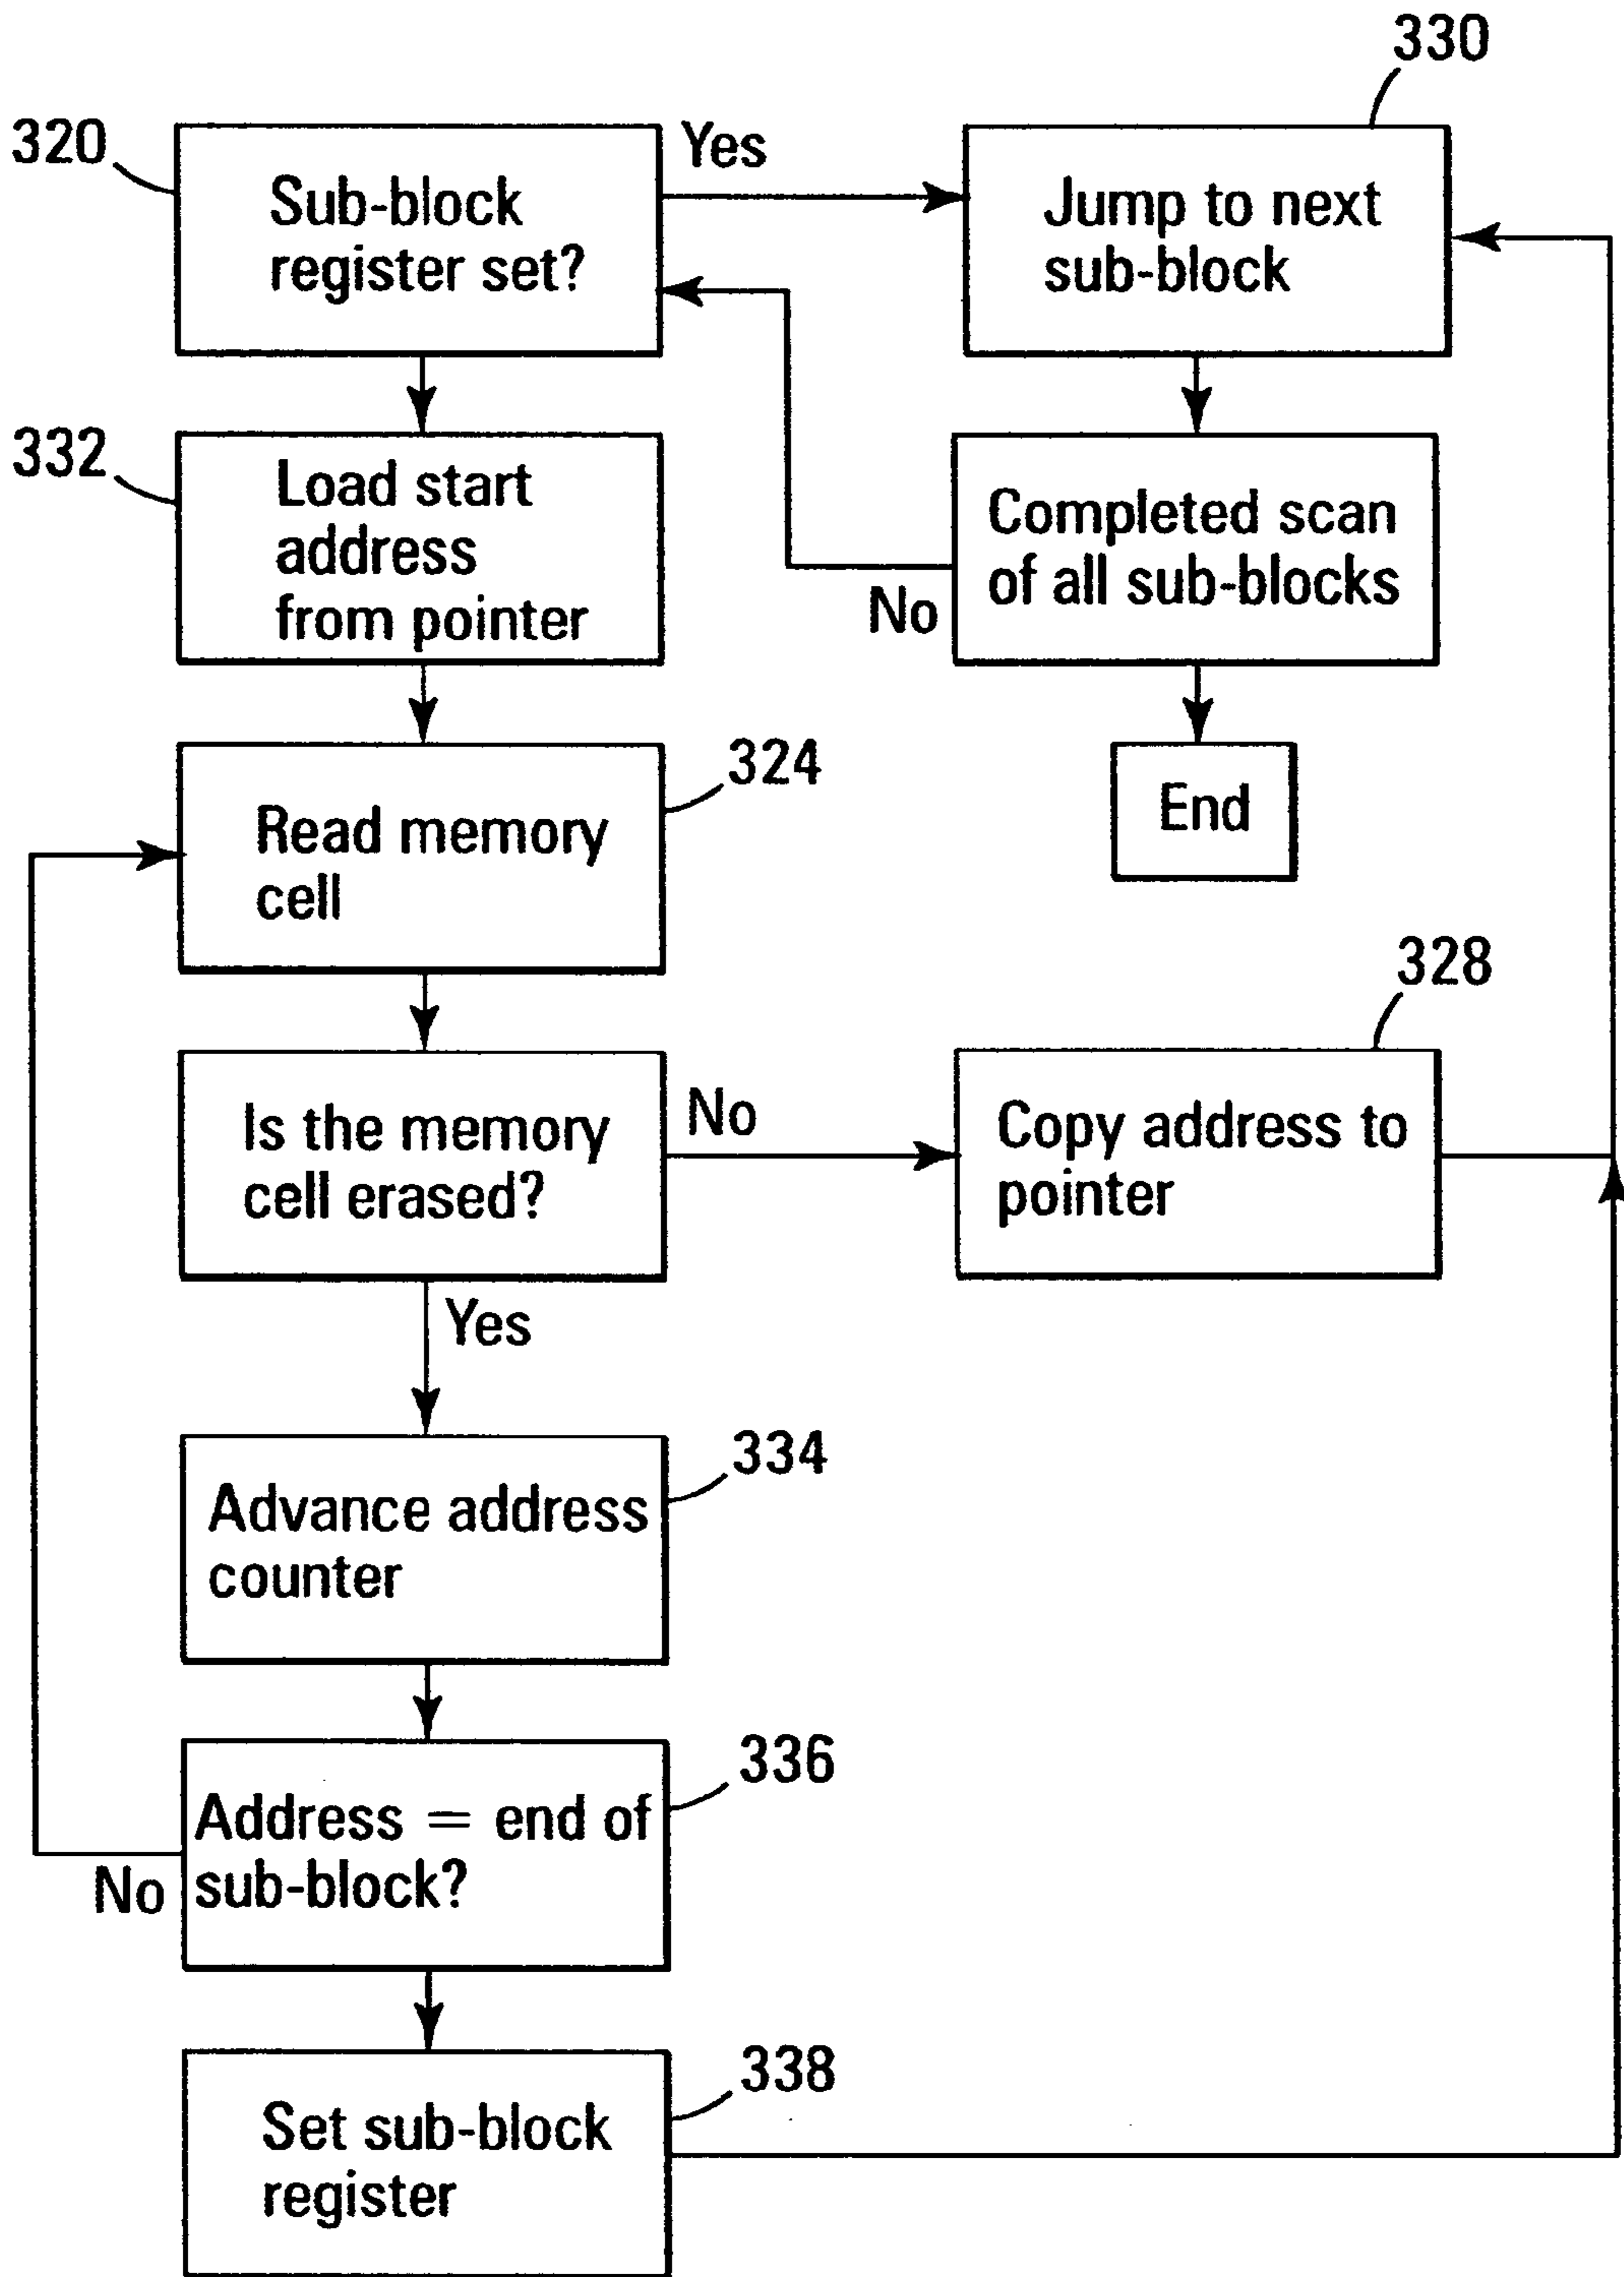 330
320
Yes
Sub-block
register set?
Jump to next
sub-block
332
Load start
address
from pointer
Completed scan
of all sub-blocks
No
324
Read memory
cell
End
328
Is the memory
cell erased?
No
Copy address to
pointer
Yes
334
Advance address
counter
336
Address = end of
sub-block?
No
338
Set sub-block
register